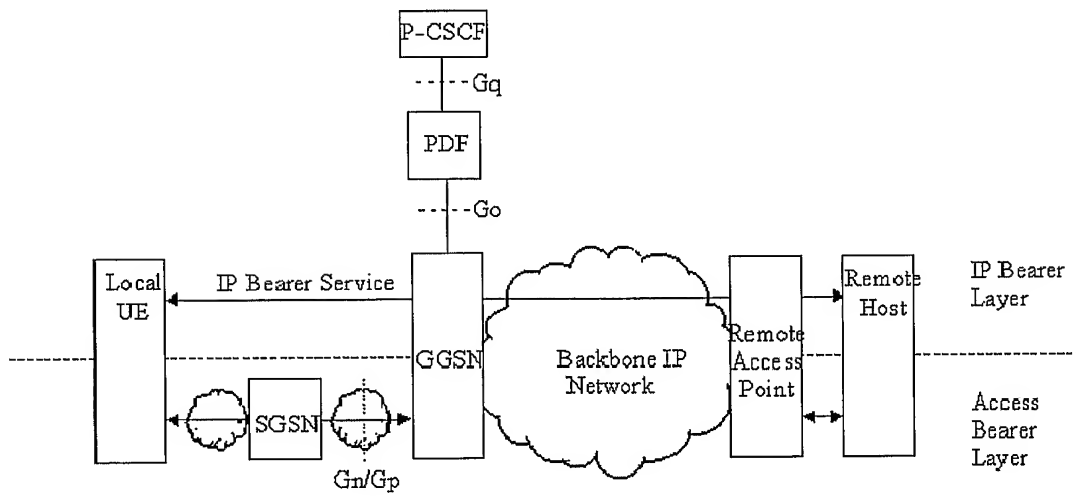 P-CSCF
Gq
PDF
Go
Local
UE
IP Bearer Service
GGSN
Backbone IP
Network
Remote
Access
Point
Remote
Host
IP Bearer
Layer
SGSN
Gn/Gp
Access
Bearer
Layer